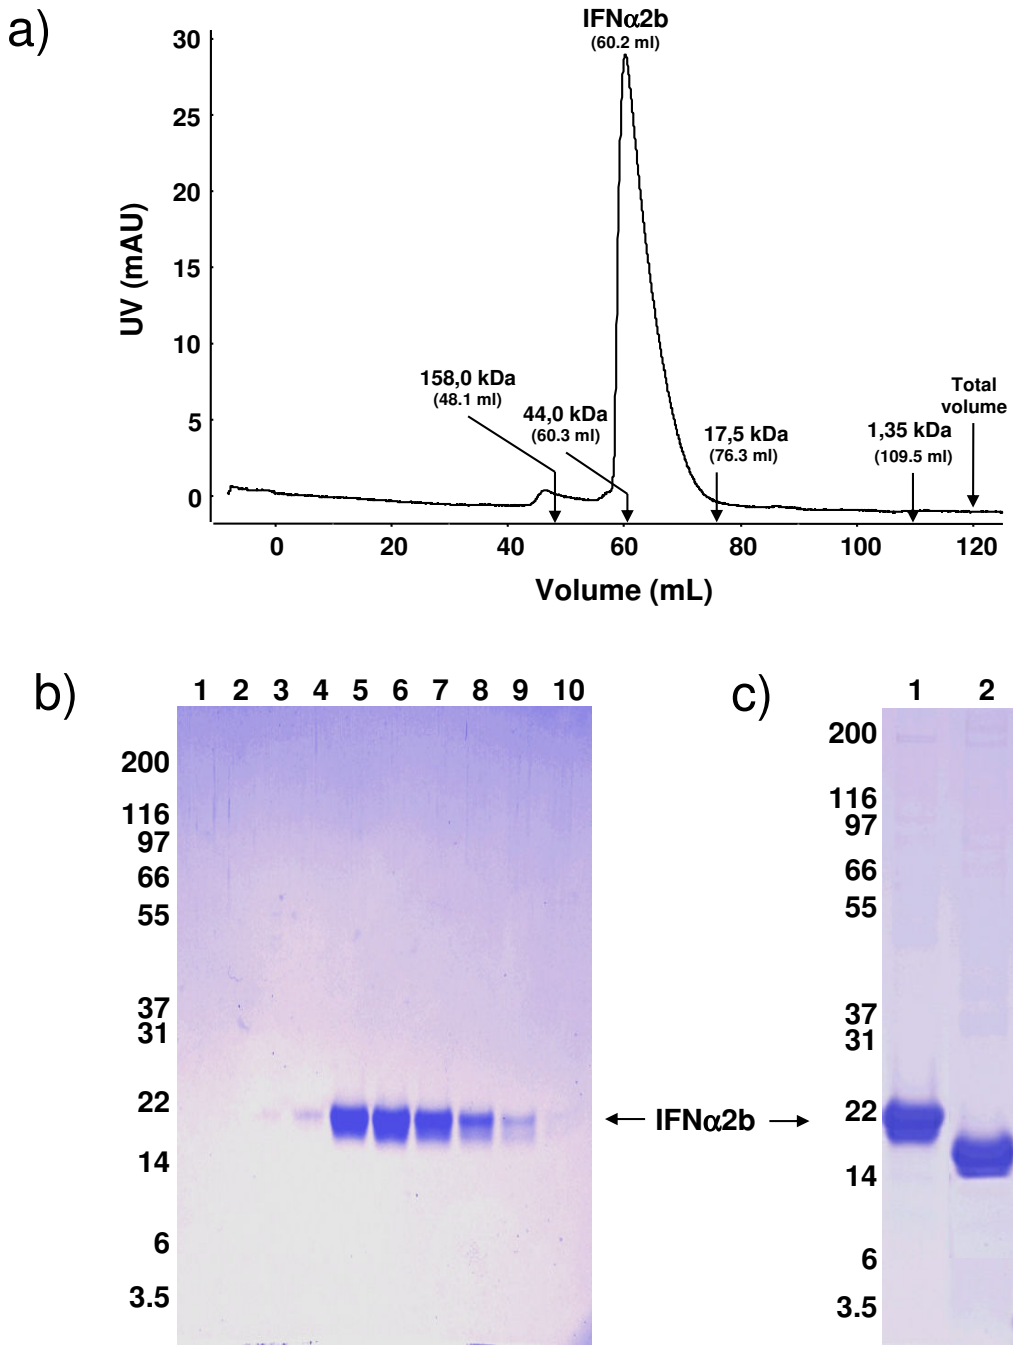 a)
IFNα2b
(60.2 ml)
30
25
20
15
10
5
0
UV (mAU)
158,0 kDa
(48.1 ml)
44,0 kDa
(60.3 ml)
17,5 kDa
(76.3 ml)
1,35 kDa
(109.5 ml)
Total
volume
0 20 40 60 80 100 120
Volume (mL)
b)
1 2 3 4 5 6 7 8 9 10
200
116
97
66
55
37
31
22
14
6
3.5
IFNα2b
c)
1 2
200
116
97
66
55
37
31
22
14
6
3.5